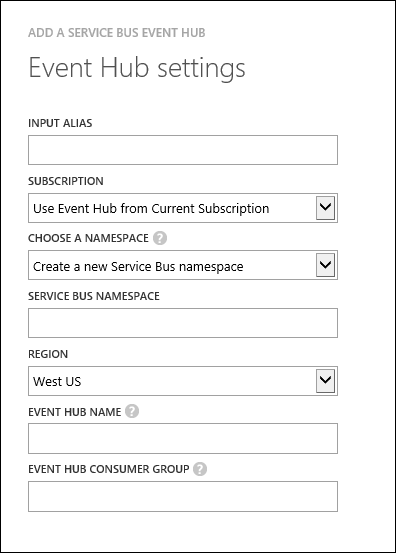 ADD A SERVICE BUS EVENT HUB
Event Hub settings
INPUT ALIAS
SUBSCRIPTION
Use Event Hub from Current Subscription
CHOOSE A NAMESPACE ?
Create a new Service Bus namespace
SERVICE BUS NAMESPACE
REGION
West US
EVENT HUB NAME ?
EVENT HUB CONSUMER GROUP ?